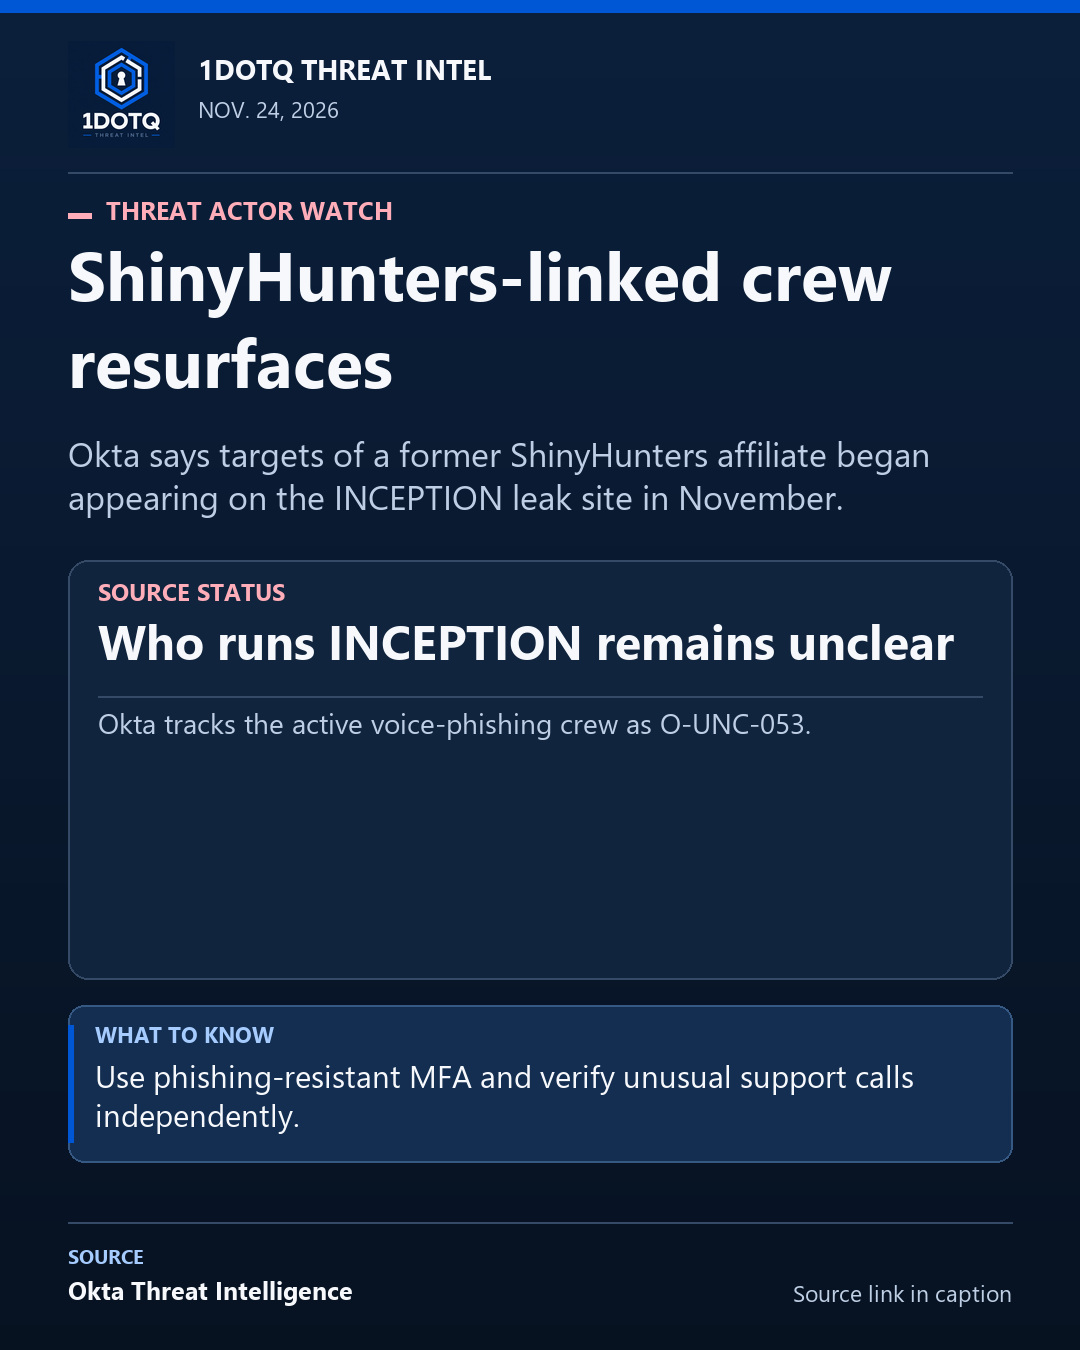 1DOTQ
THREAT INTEL
1DOTQ THREAT INTEL
NOV. 24, 2026
THREAT ACTOR WATCH
ShinyHunters-linked crew
resurfaces
Okta says targets of a former ShinyHunters affiliate began
appearing on the INCEPTION leak site in November.
SOURCE STATUS
Who runs INCEPTION remains unclear
Okta tracks the active voice-phishing crew as O-UNC-053.
WHAT TO KNOW
Use phishing-resistant MFA and verify unusual support calls
independently.
SOURCE
Okta Threat Intelligence
Source link in caption